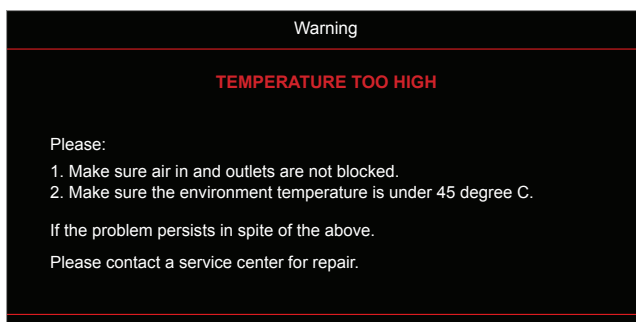 Warning
TEMPERATURE TOO HIGH
Please:
1. Make sure air in and outlets are not blocked.
2. Make sure the environment temperature is under 45 degree C.
If the problem persists in spite of the above.
Please contact a service center for repair.